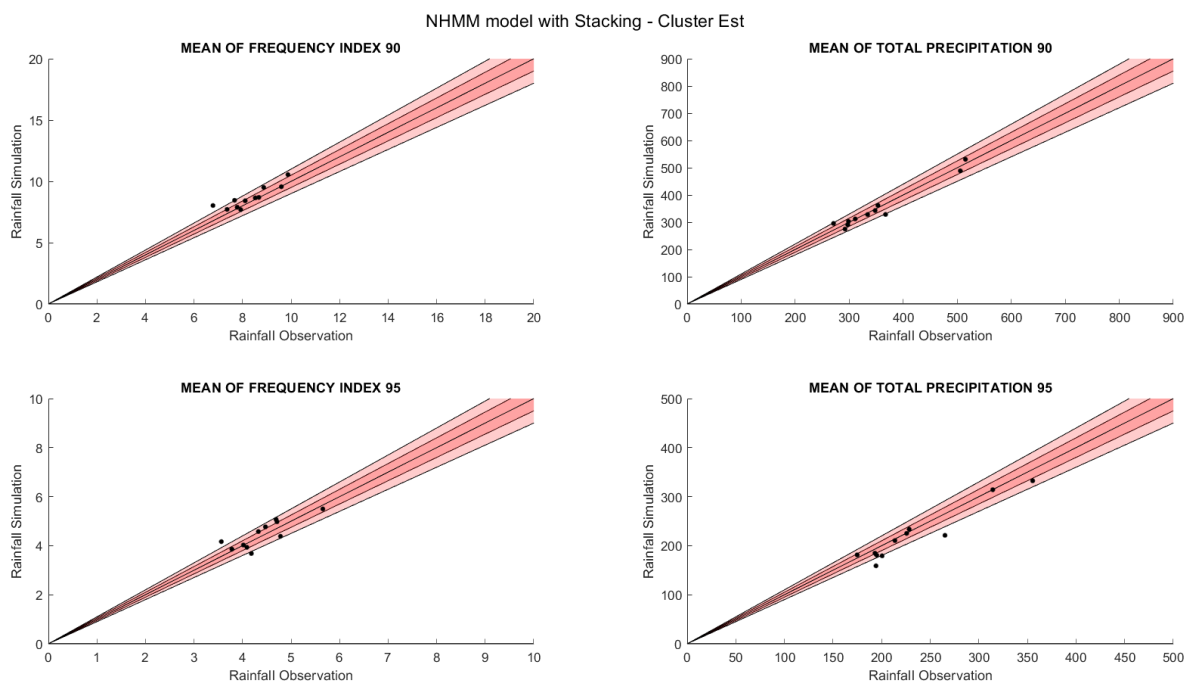 NHMM model with Stacking - Cluster Est
MEAN OF FREQUENCY INDEX 90
Rainfall Simulation
20
15
10
5
0
0 2 4 6 8 10 12 14 16 18 20
Rainfall Observation
MEAN OF TOTAL PRECIPITATION 90
Rainfall Simulation
900
800
700
600
500
400
300
200
100
0
0 100 200 300 400 500 600 700 800 900
Rainfall Observation
MEAN OF FREQUENCY INDEX 95
Rainfall Simulation
10
8
6
4
2
0
0 1 2 3 4 5 6 7 8 9 10
Rainfall Observation
MEAN OF TOTAL PRECIPITATION 95
Rainfall Simulation
500
400
300
200
100
0
0 50 100 150 200 250 300 350 400 450 500
Rainfall Observation